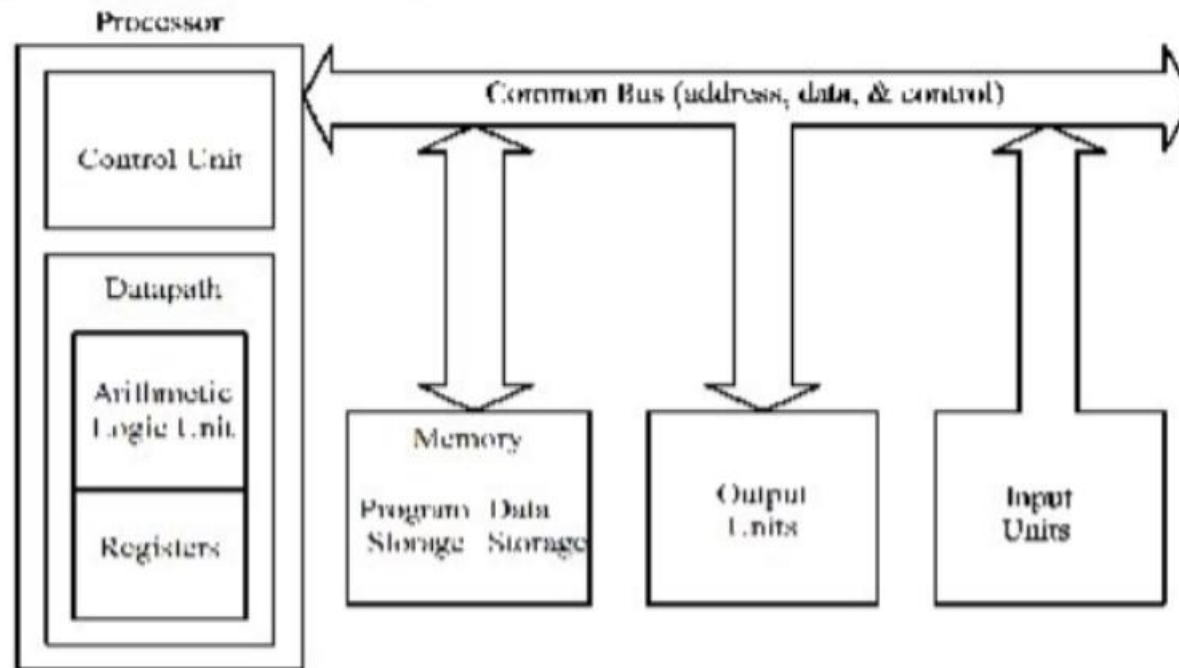 Processor
Common Bus (address, data, & control)
Control Unit
Datapath
Arithmetic
Logic Unit
Registers
Memory
Program Data
Storage Storage
Output
Units
Input
Units